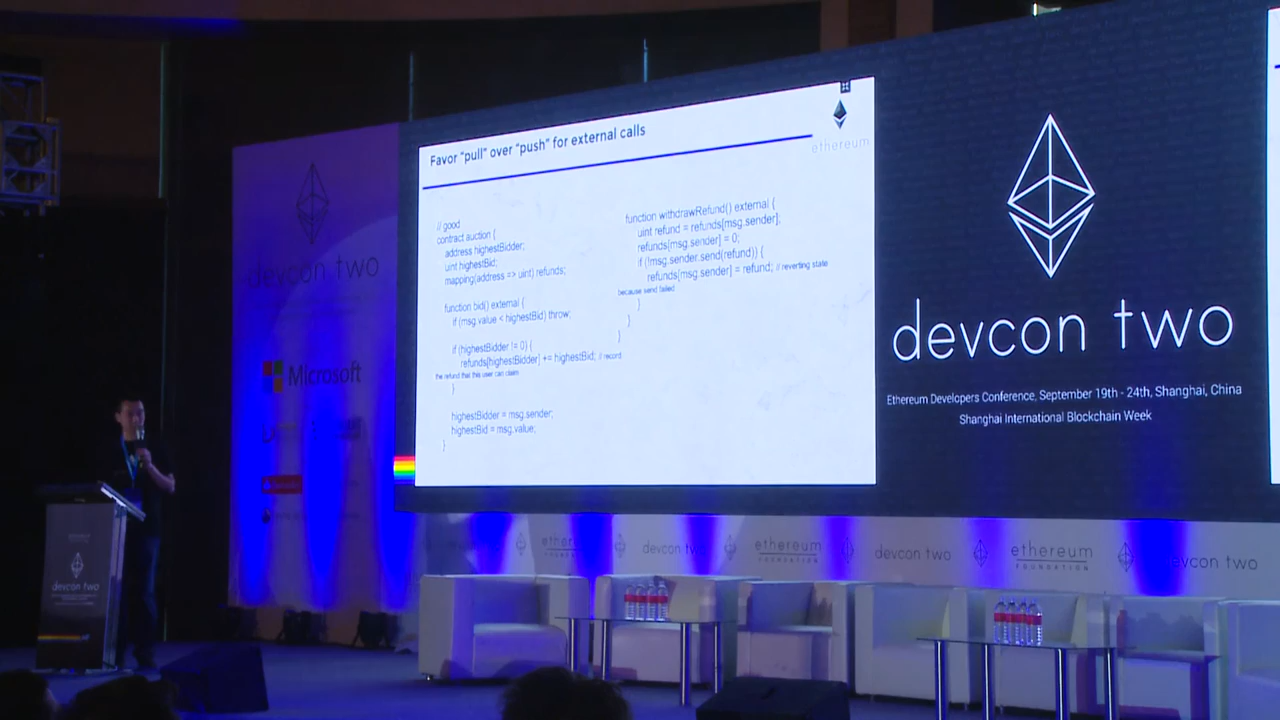 Favor "pull" over "push" for external calls
ethereum
// good
contract auction {
address highestBidder;
uint highestBid;
mapping(address => uint) refunds;
function bid() external {
if (msg.value < highestBid) throw;
if (highestBidder != 0) {
refunds[highestBidder] += highestBid; // record
the refund that this user can claim
}
highestBidder = msg.sender;
highestBid = msg.value;
}
function withdrawRefund() external {
uint refund = refunds[msg.sender];
refunds[msg.sender] = 0;
if (!msg.sender.send(refund)) {
refunds[msg.sender] = refund; // reverting state
because send failed
}
}
}
devcon two
Ethereum Developers Conference, September 19th - 24th, Shanghai, China
Shanghai International Blockchain Week
devcon two
Microsoft
devcon two
ethereum
devcon two
ethereum
FOUNDATION
devcon two
ethereum
FOUNDATION
devcon two